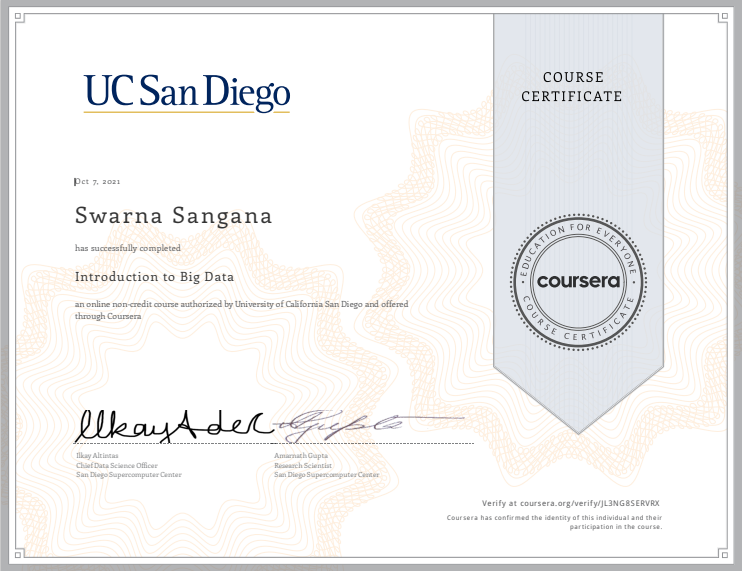 UC San Diego
COURSE
CERTIFICATE
Oct 7, 2021
Swarna Sangana
has successfully completed
Introduction to Big Data
an online non-credit course authorized by University of California San Diego and offered
through Coursera
EDUCATION FOR EVERYONE
coursera
COURSE CERTIFICATE
Ilkay Altintas
Chief Data Science Officer
San Diego Supercomputer Center
Amarnath Gupta
Research Scientist
San Diego Supercomputer Center
Verify at coursera.org/verify/JL3NG8SERVRX
Coursera has confirmed the identity of this individual and their
participation in the course.